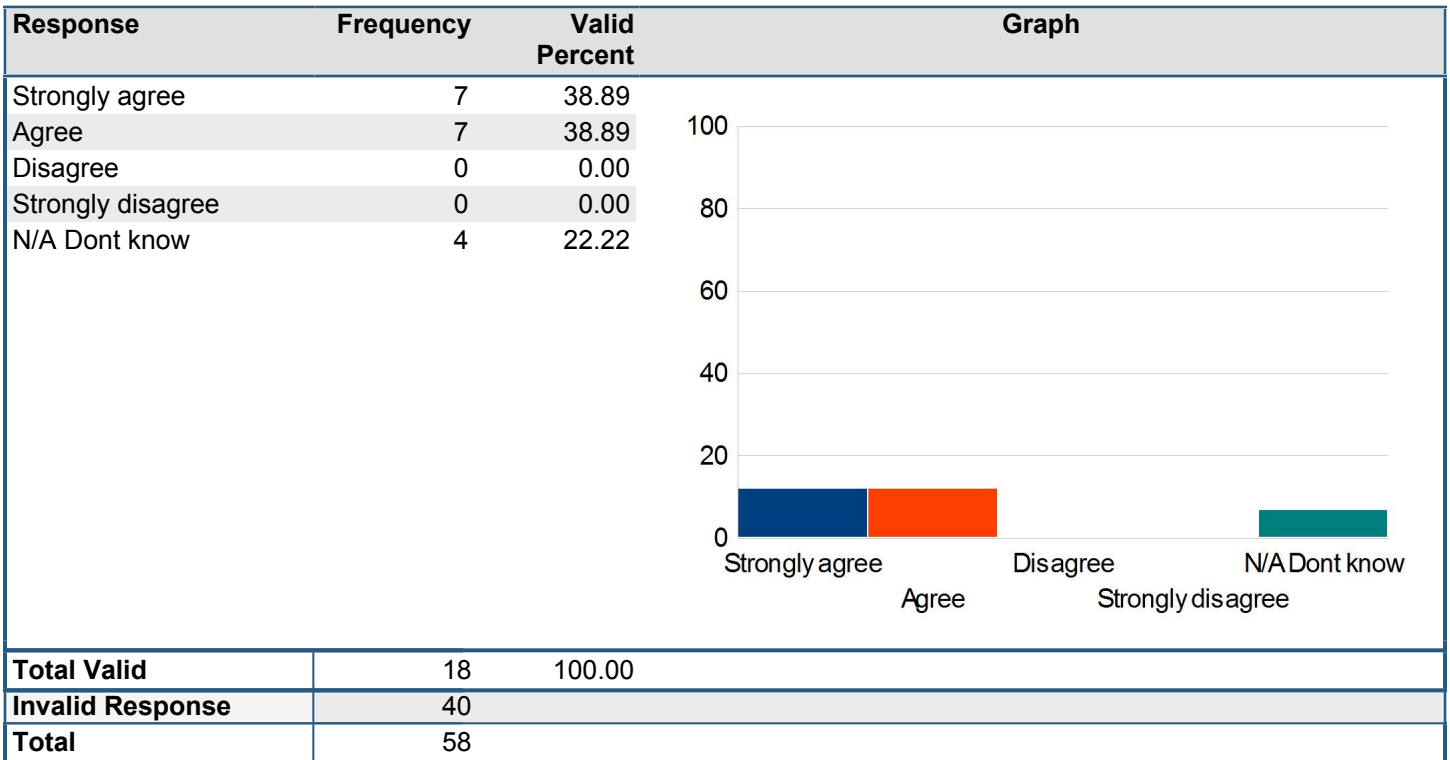 Response Frequency Valid Percent Graph
Strongly agree 7 38.89
Agree 7 38.89
Disagree 0 0.00
Strongly disagree 0 0.00
N/A Dont know 4 22.22
100
80
60
40
20
0
Strongly agree Disagree N/A Dont know
Agree Strongly disagree
Total Valid 18 100.00
Invalid Response 40
Total 58